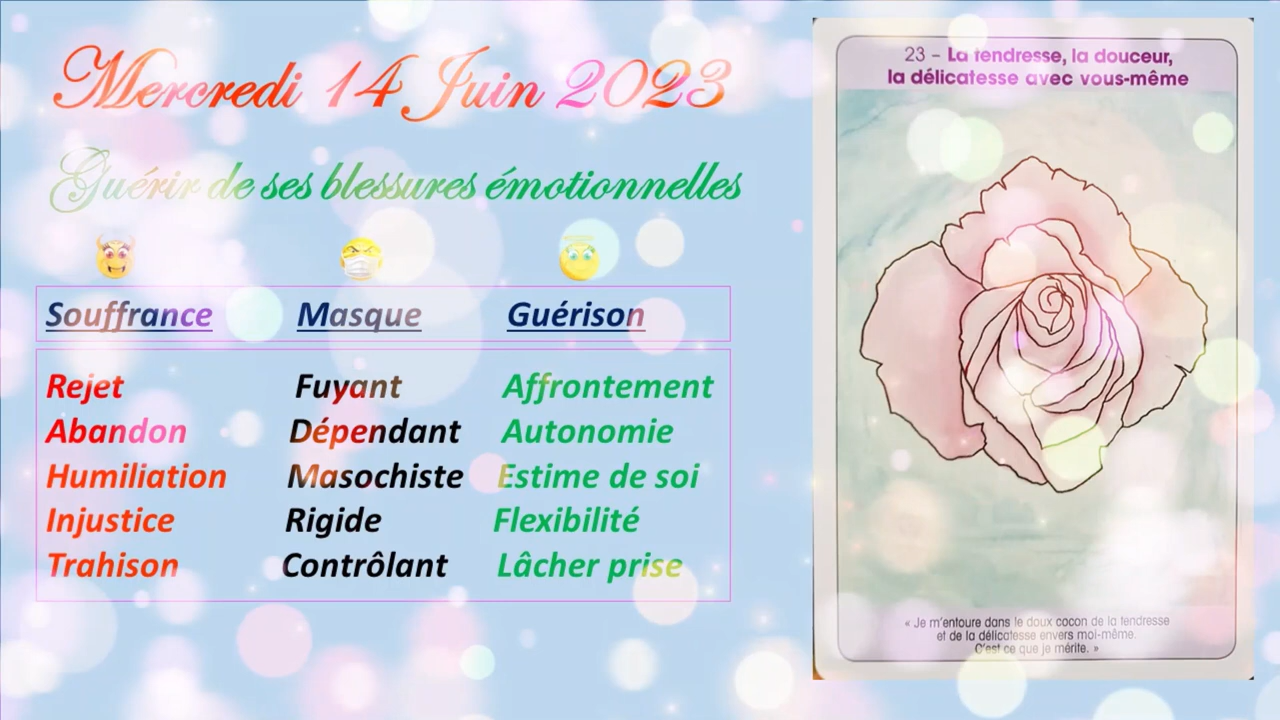 Mercredi 14 Juin 2023
Guérir de ses blessures émotionnelles
Souffrance Masque Guérison
Rejet Fuyant Affrontement
Abandon Dépendant Autonomie
Humiliation Masochiste Estime de soi
Injustice Rigide Flexibilité
Trahison Contrôlant Lâcher prise
23 – La tendresse, la douceur,
la délicatesse avec vous-même
« Je m'entoure dans le doux cocon de la tendresse
et de la délicatesse envers moi-même.
C'est ce que je mérite. »